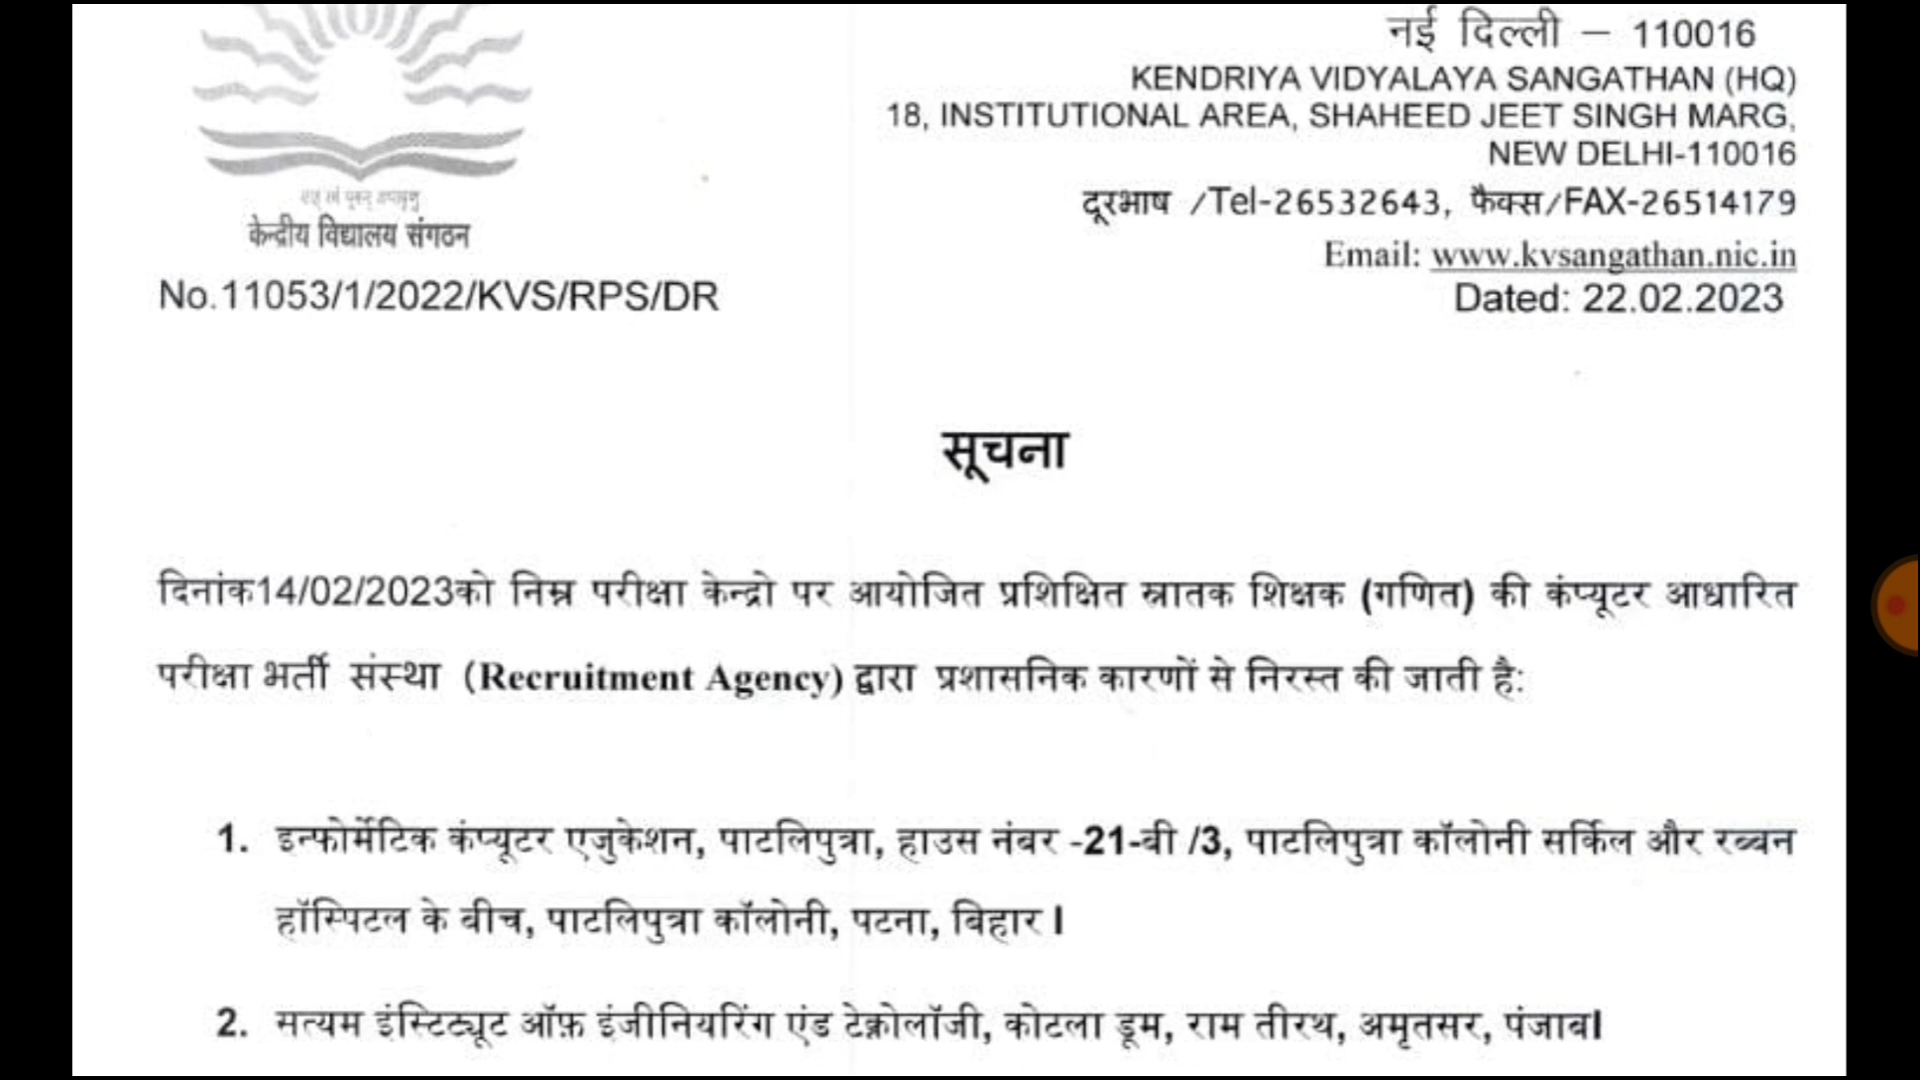 नई दिल्ली – 110016
KENDRIYA VIDYALAYA SANGATHAN (HQ)
18, INSTITUTIONAL AREA, SHAHEED JEET SINGH MARG,
NEW DELHI-110016
दूरभाष /Tel-26532643, फैक्स/FAX-26514179
Email: www.kvsangathan.nic.in
केन्द्रीय विद्यालय संगठन
No.11053/1/2022/KVS/RPS/DR
Dated: 22.02.2023
सूचना
दिनांक14/02/2023को निम्न परीक्षा केन्द्रो पर आयोजित प्रशिक्षित स्नातक शिक्षक (गणित) की कंप्यूटर आधारित
परीक्षा भर्ती संस्था (Recruitment Agency) द्वारा प्रशासनिक कारणों से निरस्त की जाती है:
1. इन्फोर्मेटिक कंप्यूटर एजुकेशन, पाटलिपुत्रा, हाउस नंबर -21-बी /3, पाटलिपुत्रा कॉलोनी सर्किल और रब्बन
हॉस्पिटल के बीच, पाटलिपुत्रा कॉलोनी, पटना, बिहार।
2. सत्यम इंस्टिट्यूट ऑफ़ इंजीनियरिंग एंड टेक्नोलॉजी, कोटला डूम, राम तीरथ, अमृतसर, पंजाब।